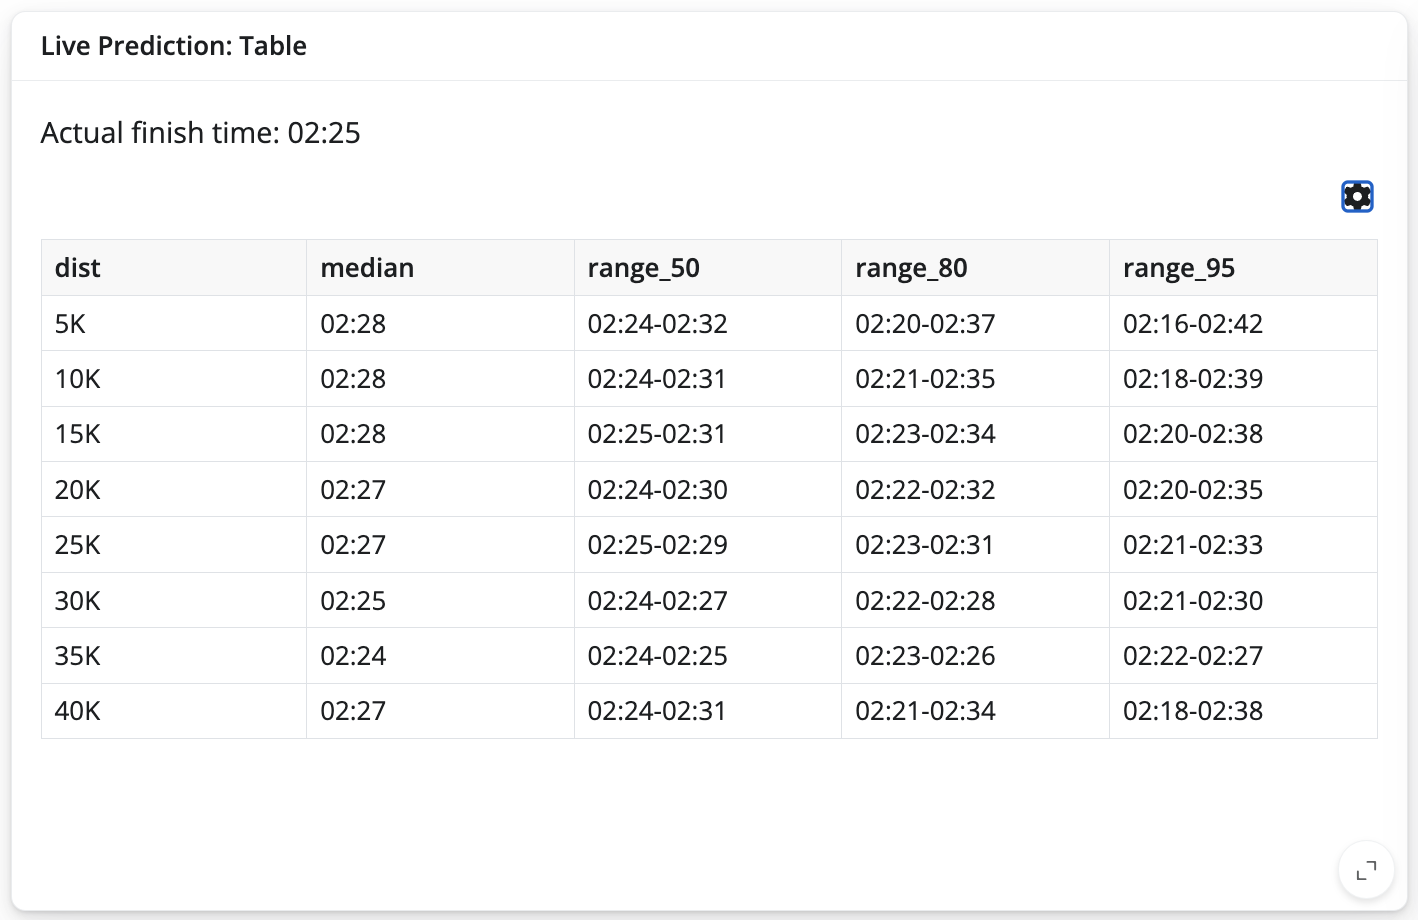 Live Prediction: Table
Actual finish time: 02:25
dist median range_50 range_80 range_95
5K 02:28 02:24-02:32 02:20-02:37 02:16-02:42
10K 02:28 02:24-02:31 02:21-02:35 02:18-02:39
15K 02:28 02:25-02:31 02:23-02:34 02:20-02:38
20K 02:27 02:24-02:30 02:22-02:32 02:20-02:35
25K 02:27 02:25-02:29 02:23-02:31 02:21-02:33
30K 02:25 02:24-02:27 02:22-02:28 02:21-02:30
35K 02:24 02:24-02:25 02:23-02:26 02:22-02:27
40K 02:27 02:24-02:31 02:21-02:34 02:18-02:38